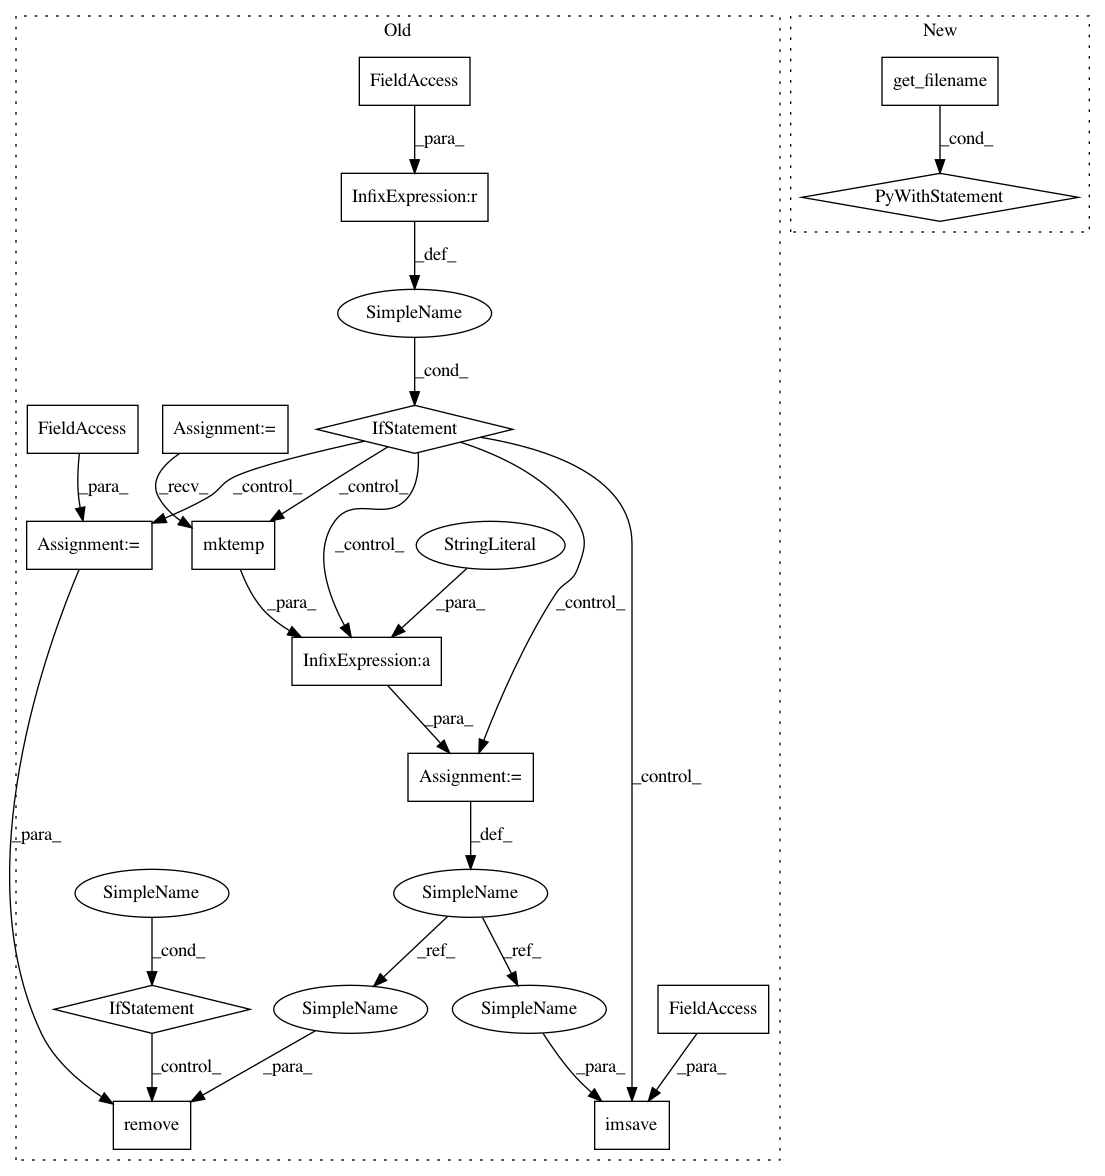 Old
New
FieldAccess
get_filename
_para_
_cond_
InfixExpression:r
PyWithStatement
_def_
SimpleName
_cond_
FieldAccess
Assignment:=
IfStatement
_para_
_recv_
_control_
_control_
Assignment:=
mktemp
_control_
StringLiteral
_para_
_para_
_control_
InfixExpression:a
_para_
Assignment:=
_control_
_para_
_def_
SimpleName
SimpleName
_cond_
_ref_
_ref_
IfStatement
SimpleName
SimpleName
FieldAccess
_control_
_para_
_para_
_para_
remove
imsave